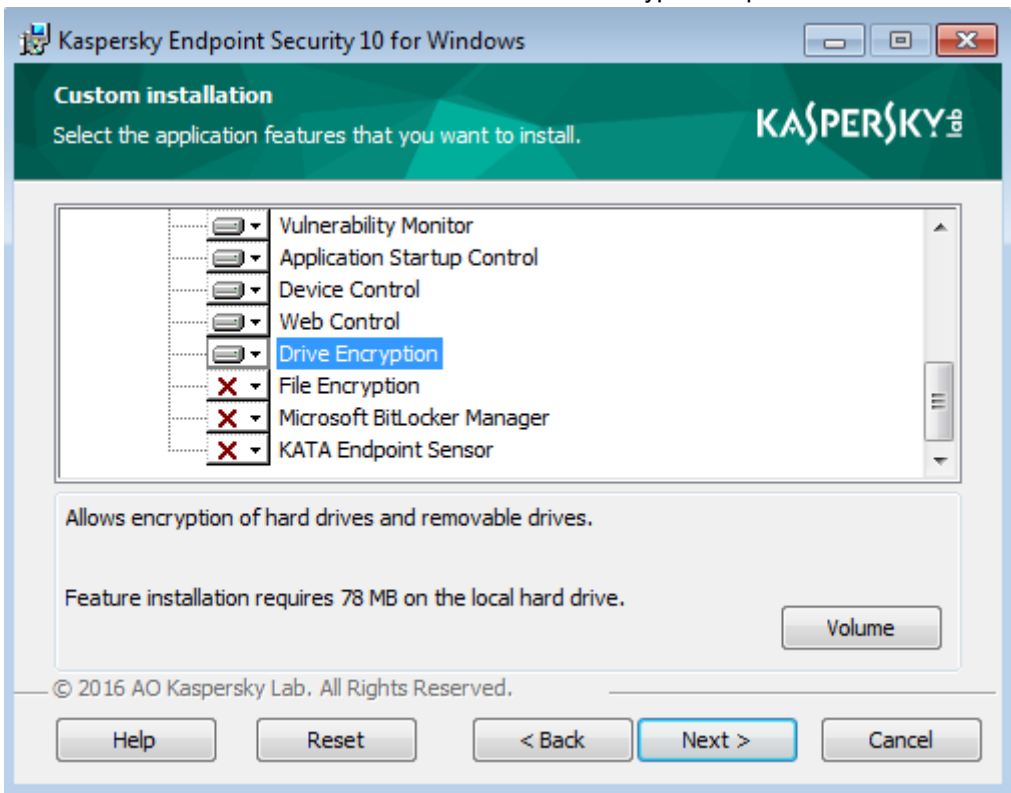 Kaspersky Endpoint Security 10 for Windows
Custom installation
Select the application features that you want to install.
KASPERSKY lab
Vulnerability Monitor
Application Startup Control
Device Control
Web Control
Drive Encryption
File Encryption
Microsoft BitLocker Manager
KATA Endpoint Sensor
Allows encryption of hard drives and removable drives.
Feature installation requires 78 MB on the local hard drive.
Volume
© 2016 AO Kaspersky Lab. All Rights Reserved.
Help Reset < Back Next > Cancel